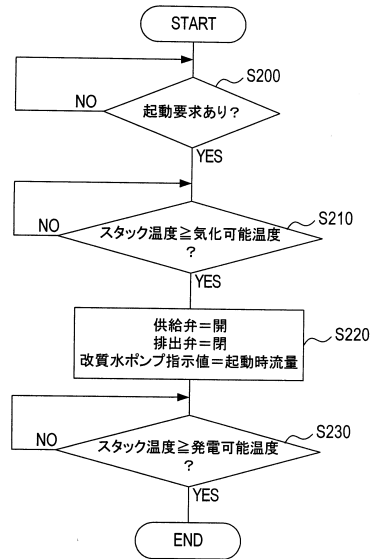 START
S200
起動要求あり?
NO
YES
S210
スタック温度≧気化可能温度
?
NO
YES
供給弁=開
排出弁=閉
改質水ポンプ指示値=起動時流量
S220
S230
スタック温度≧発電可能温度
?
NO
YES
END